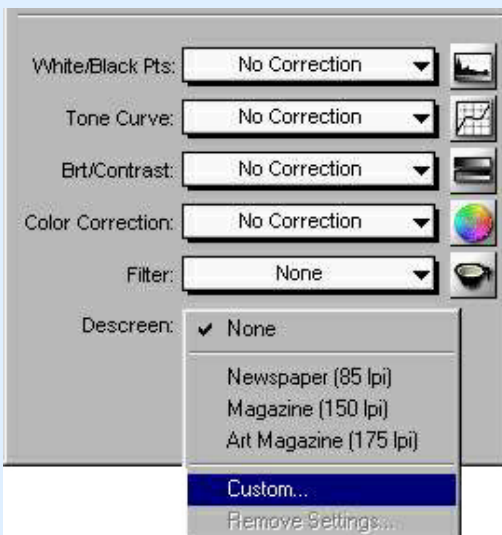 White/Black Pts: No Correction
Tone Curve: No Correction
Brt/Contrast: No Correction
Color Correction: No Correction
Filter: None
Descreen: ✔ None
Newspaper (85 lpi)
Magazine (150 lpi)
Art Magazine (175 lpi)
Custom...
Remove Settings...